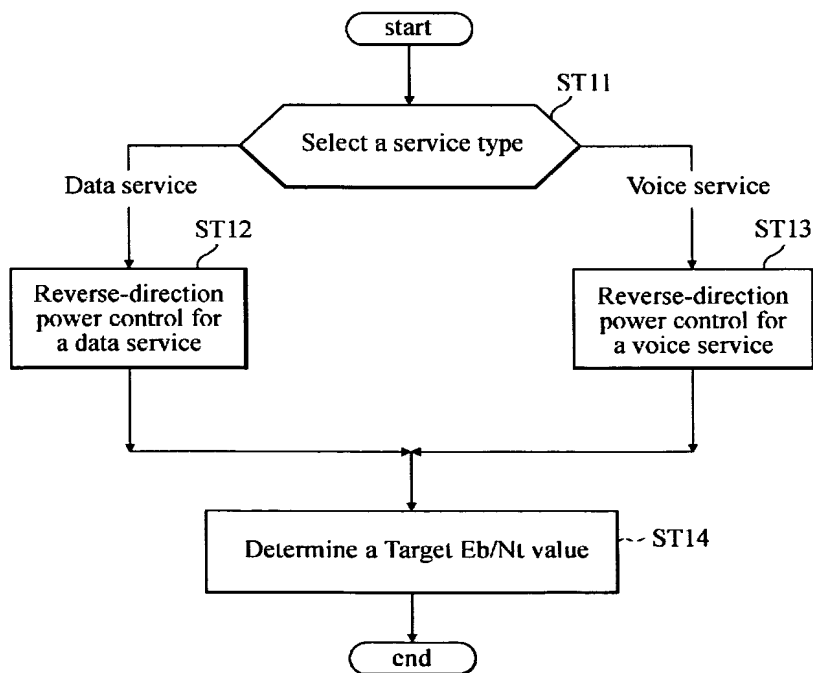 start
ST11
Select a service type
Data service
Voice service
ST12
ST13
Reverse-direction
power control for
a data service
Reverse-direction
power control for
a voice service
Determine a Target Eb/Nt value
ST14
end